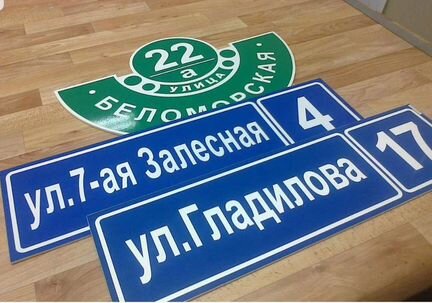 22
а
УЛИЦА
· БЕЛОМОРСКАЯ ·
ул.7-ая Залесная 4
ул.Гладилова 17